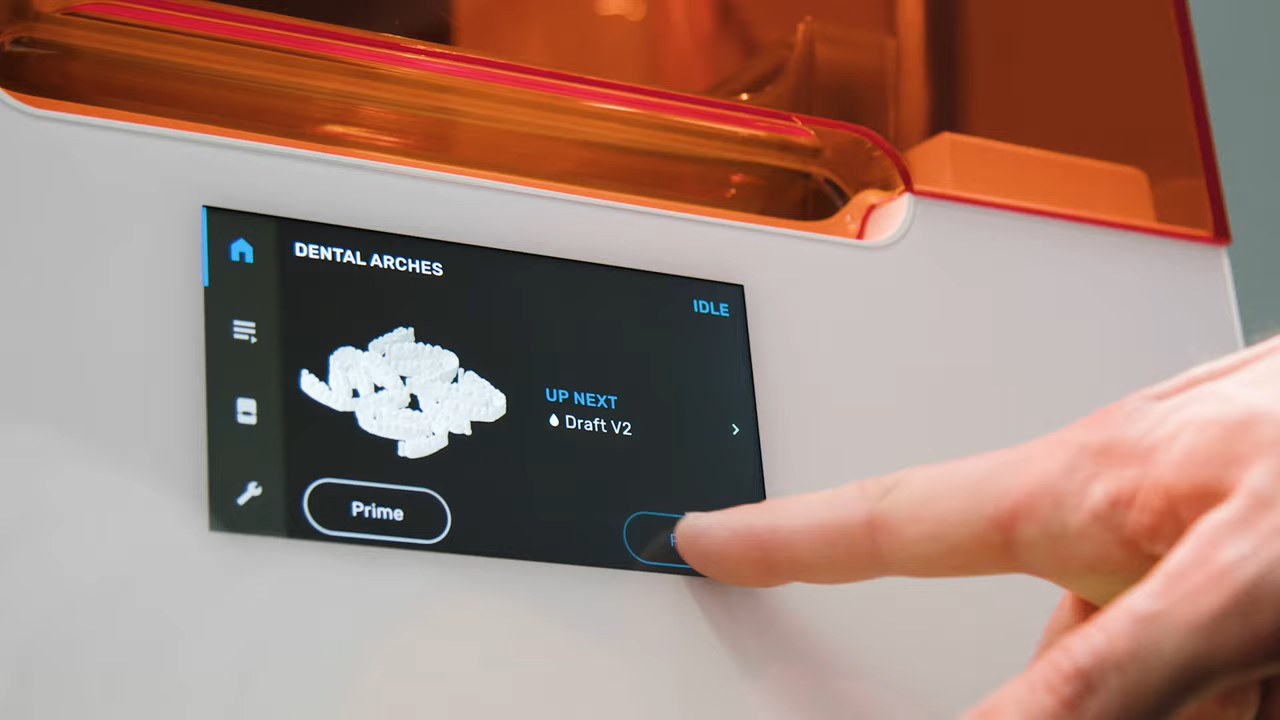 DENTAL ARCHES
IDLE
UP NEXT
Draft V2
Prime